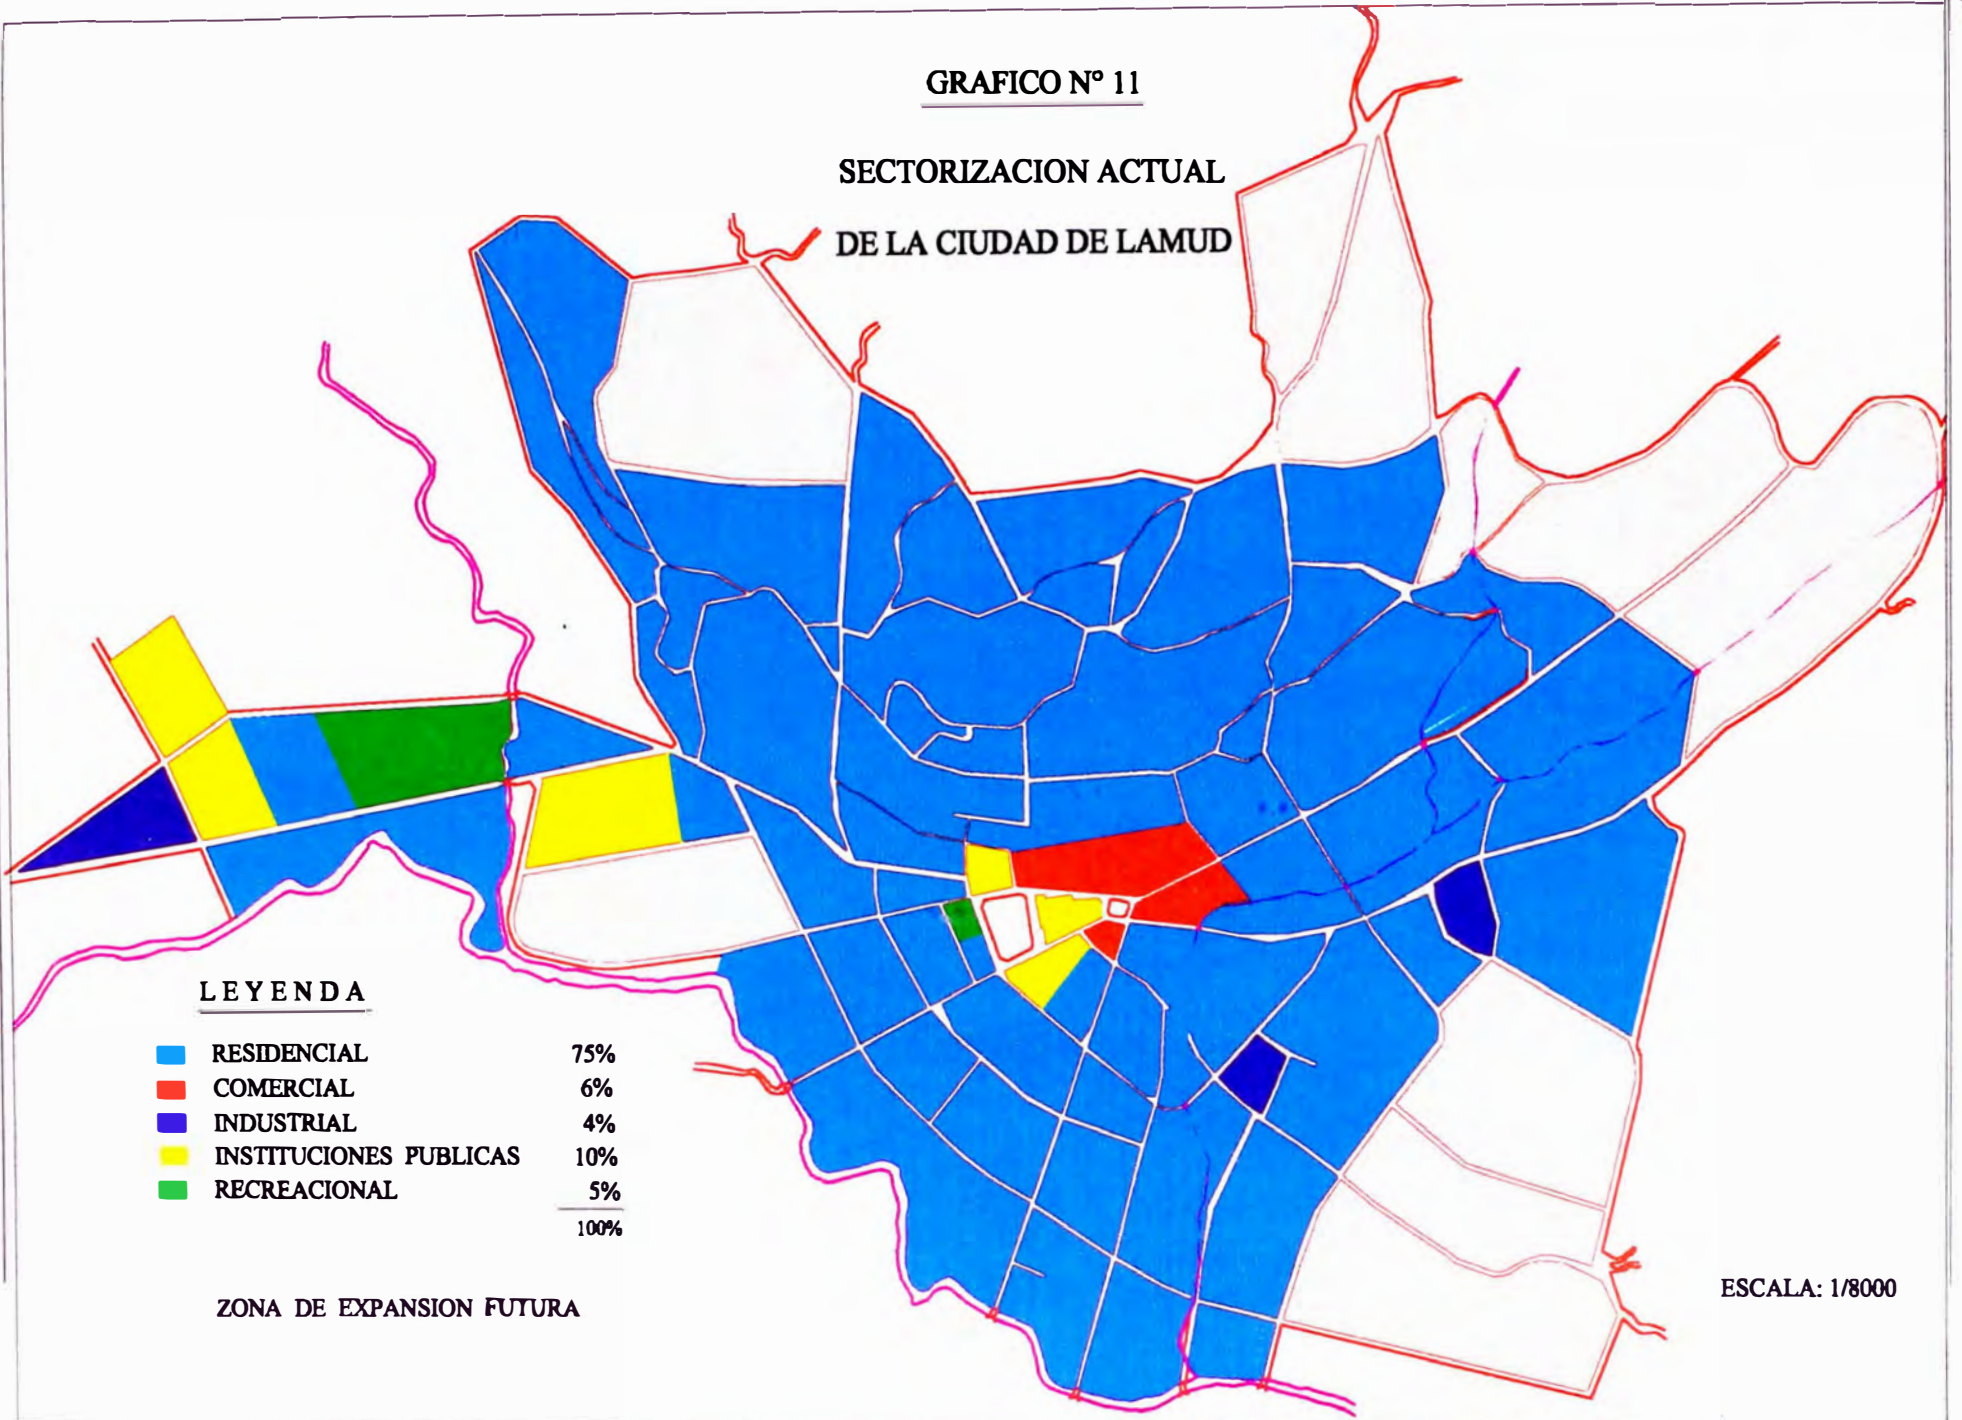 GRAFICO Nº 11
SECTORIZACION ACTUAL
DE LA CIUDAD DE LAMUD
LEYENDA
RESIDENCIAL 75%
COMERCIAL 6%
INDUSTRIAL 4%
INSTITUCIONES PUBLICAS 10%
RECREACIONAL 5%
100%
ZONA DE EXPANSION FUTURA
ESCALA: 1/8000